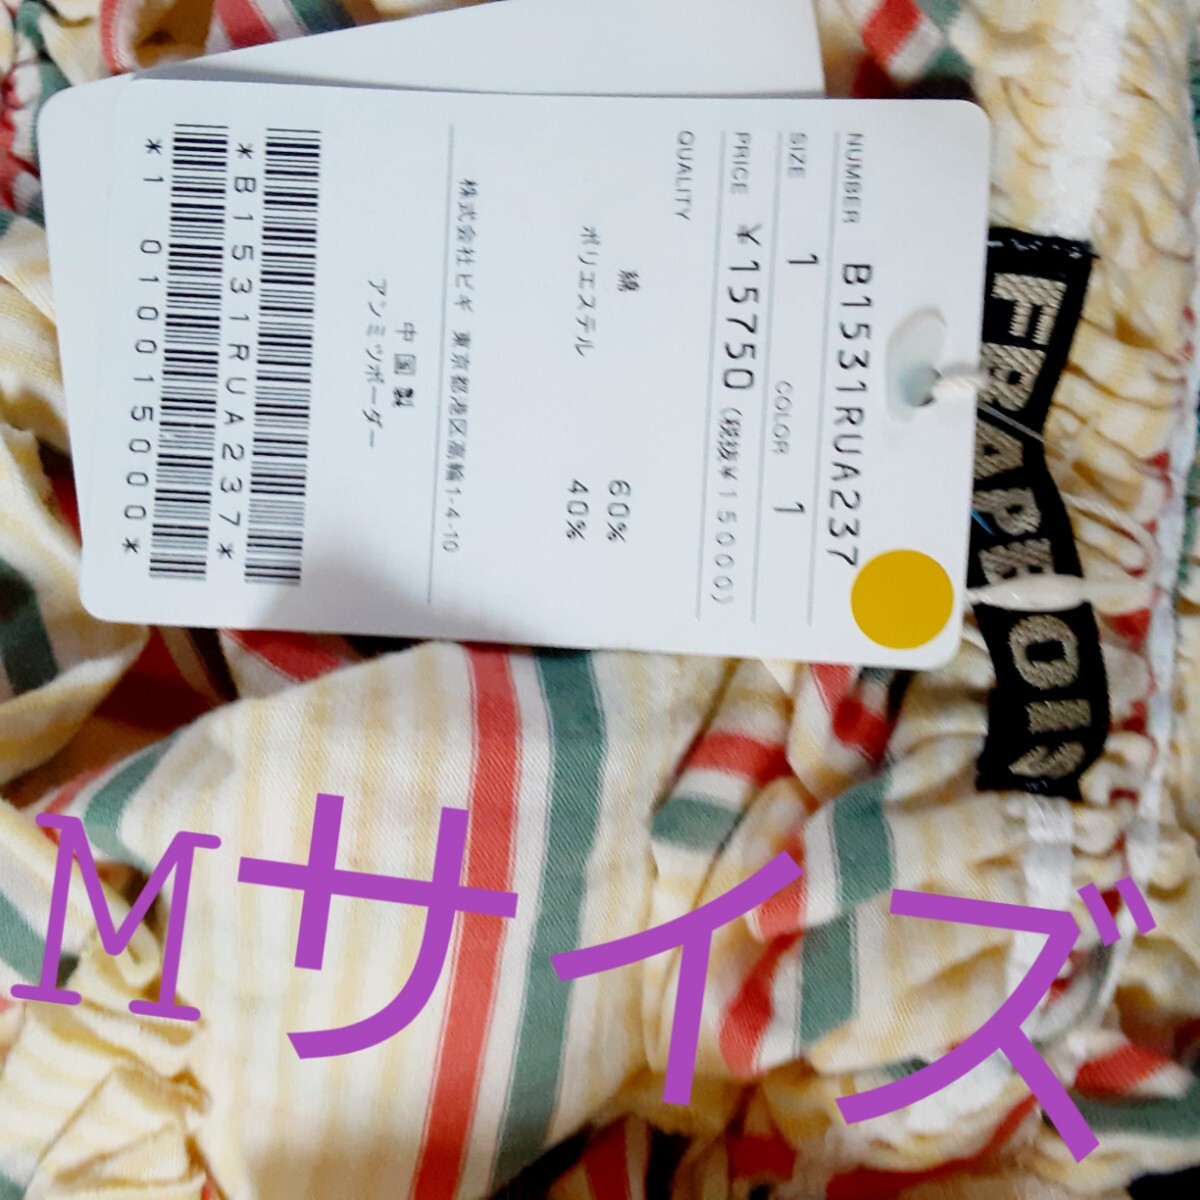 NUMBER B1531RUA237
SIZE 1 COLOR 1
PRICE ¥15750 (税抜¥15000)
QUALITY
綿 60%
ポリエステル 40%
株式会社ビギ 東京都港区高輪1-4-10
中国製
アンミツボーダー
*B1531RUA237*
*1 010015000*
FRAPBOIS
Mサイズ